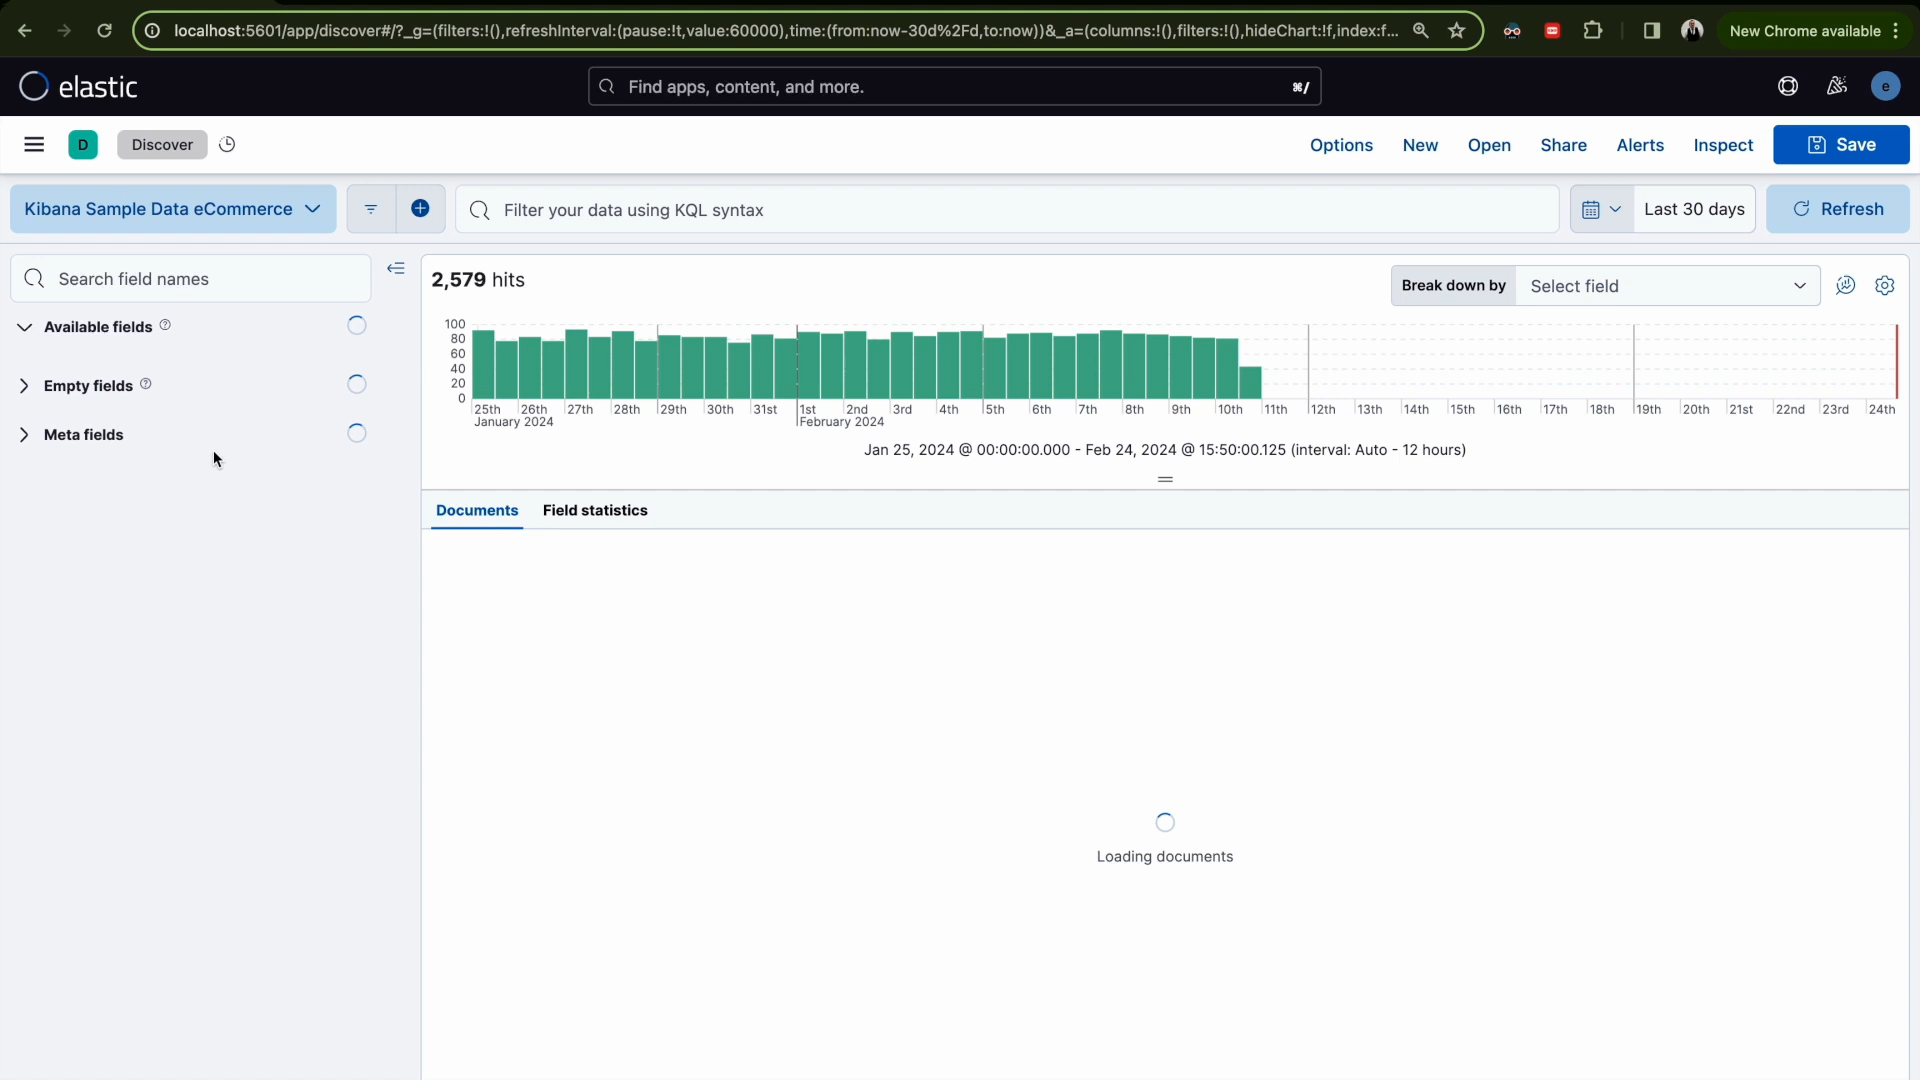 localhost:5601/app/discover#/?_g=(filters:!(),refreshInterval:(pause:!t,value:60000),time:(from:now-30d%2Fd,to:now))&_a=(columns:!(),filters:!(),hideChart:!f,index:f...
New Chrome available
elastic
Find apps, content, and more.
⌘/
e
D
Discover
Options
New
Open
Share
Alerts
Inspect
Save
Kibana Sample Data eCommerce
Filter your data using KQL syntax
Last 30 days
Refresh
Search field names
Available fields
Empty fields
Meta fields
2,579 hits
Break down by
Select field
100
80
60
40
20
0
25th 26th 27th 28th 29th 30th 31st 1st 2nd 3rd 4th 5th 6th 7th 8th 9th 10th 11th 12th 13th 14th 15th 16th 17th 18th 19th 20th 21st 22nd 23rd 24th
January 2024 February 2024
Jan 25, 2024 @ 00:00:00.000 - Feb 24, 2024 @ 15:50:00.125 (interval: Auto - 12 hours)
Documents
Field statistics
Loading documents